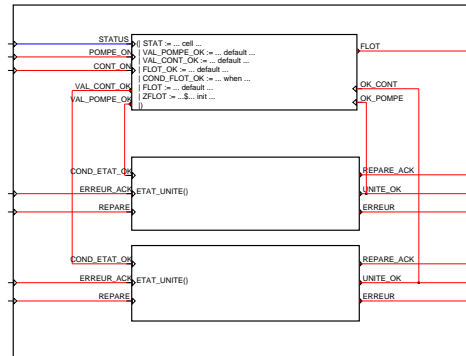 STATUS
POMPE_ON
CONT_ON
VAL_CONT_OK
VAL_POMPE_OK
(| STAT := ... cell ...
| VAL_POMPE_OK := ... default ...
| VAL_CONT_OK := ... default ...
| FLOT_OK := ... default ...
| COND_FLOT_OK := ... when ...
| FLOT := ... default ...
| ZFLOT := ...$... init ...
|)
FLOT
OK_CONT
OK_POMPE
COND_ETAT_OK
ERREUR_ACK
REPARE
ETAT_UNITE()
REPARE_ACK
UNITE_OK
ERREUR
COND_ETAT_OK
ERREUR_ACK
REPARE
ETAT_UNITE()
REPARE_ACK
UNITE_OK
ERREUR